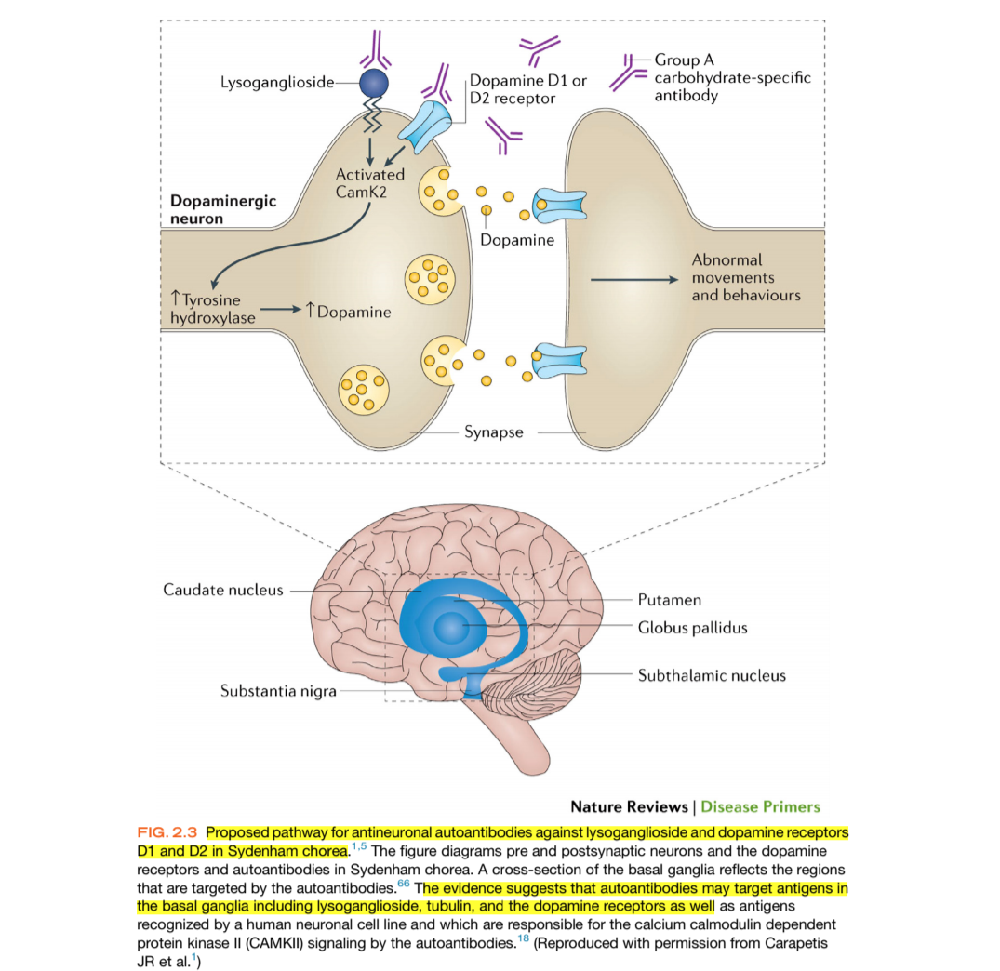 Lysoganglioside
Dopamine D1 or
D2 receptor
Group A
carbohydrate-specific
antibody
Activated
CamK2
Dopaminergic
neuron
Dopamine
Abnormal
movements
and behaviours
↑Tyrosine
hydroxylase
↑Dopamine
Synapse
Caudate nucleus
Putamen
Globus pallidus
Subthalamic nucleus
Substantia nigra
Nature Reviews | Disease Primers
FIG. 2.3 Proposed pathway for antineuronal autoantibodies against lysoganglioside and dopamine receptors
D1 and D2 in Sydenham chorea.1,5 The figure diagrams pre and postsynaptic neurons and the dopamine
receptors and autoantibodies in Sydenham chorea. A cross-section of the basal ganglia reflects the regions
that are targeted by the autoantibodies.66 The evidence suggests that autoantibodies may target antigens in
the basal ganglia including lysoganglioside, tubulin, and the dopamine receptors as well as antigens
recognized by a human neuronal cell line and which are responsible for the calcium calmodulin dependent
protein kinase II (CAMKII) signaling by the autoantibodies.18 (Reproduced with permission from Carapetis
JR et al.1)